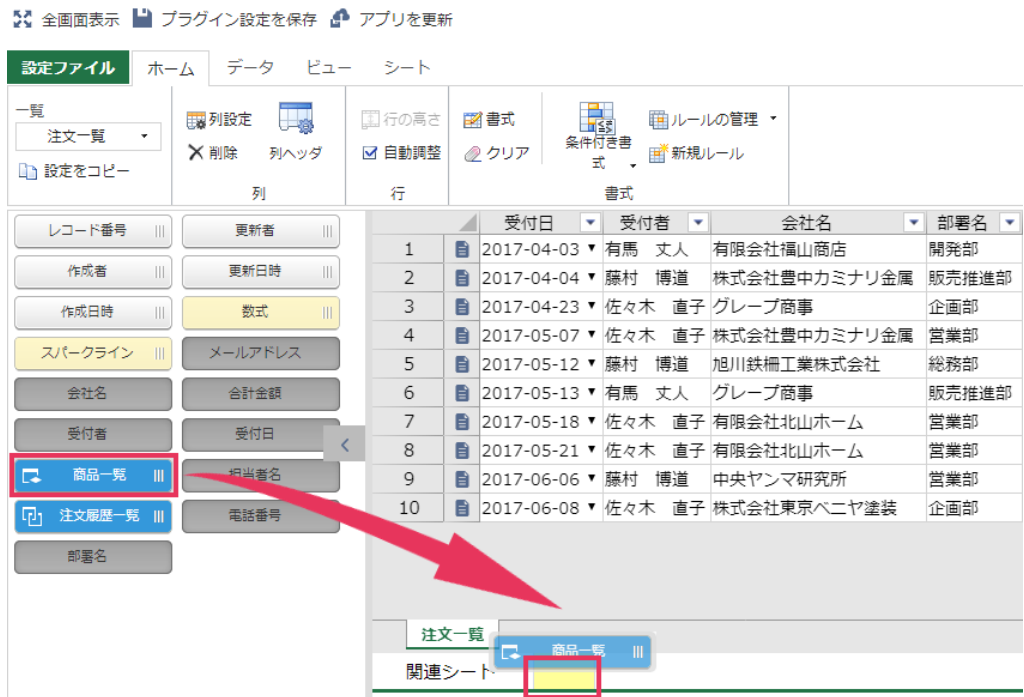 全画面表示 プラグイン設定を保存 アプリを更新
設定ファイル ホーム データ ビュー シート
一覧
注文一覧
設定をコピー
列設定
削除
列ヘッダ
列
行の高さ
自動調整
行
書式
クリア
条件付き書
式
ルールの管理
新規ルール
書式
レコード番号 更新者
作成者 更新日時
作成日時 数式
スパークライン メールアドレス
会社名 合計金額
受付者 受付日
商品一覧 担当者名
注文履歴一覧 電話番号
部署名
受付日 受付者 会社名 部署名
1 2017-04-03 有馬 丈人 有限会社福山商店 開発部
2 2017-04-04 藤村 博道 株式会社豊中カミナリ金属 販売推進部
3 2017-04-23 佐々木 直子 グレープ商事 企画部
4 2017-05-07 佐々木 直子 株式会社豊中カミナリ金属 営業部
5 2017-05-12 藤村 博道 旭川鉄柵工業株式会社 総務部
6 2017-05-13 有馬 丈人 グレープ商事 販売推進部
7 2017-05-18 佐々木 直子 有限会社北山ホーム 営業部
8 2017-05-21 佐々木 直子 有限会社北山ホーム 営業部
9 2017-06-06 藤村 博道 中央ヤンマ研究所 営業部
10 2017-06-08 佐々木 直子 株式会社東京ベニヤ塗装 企画部
注文一覧
商品一覧
関連シート